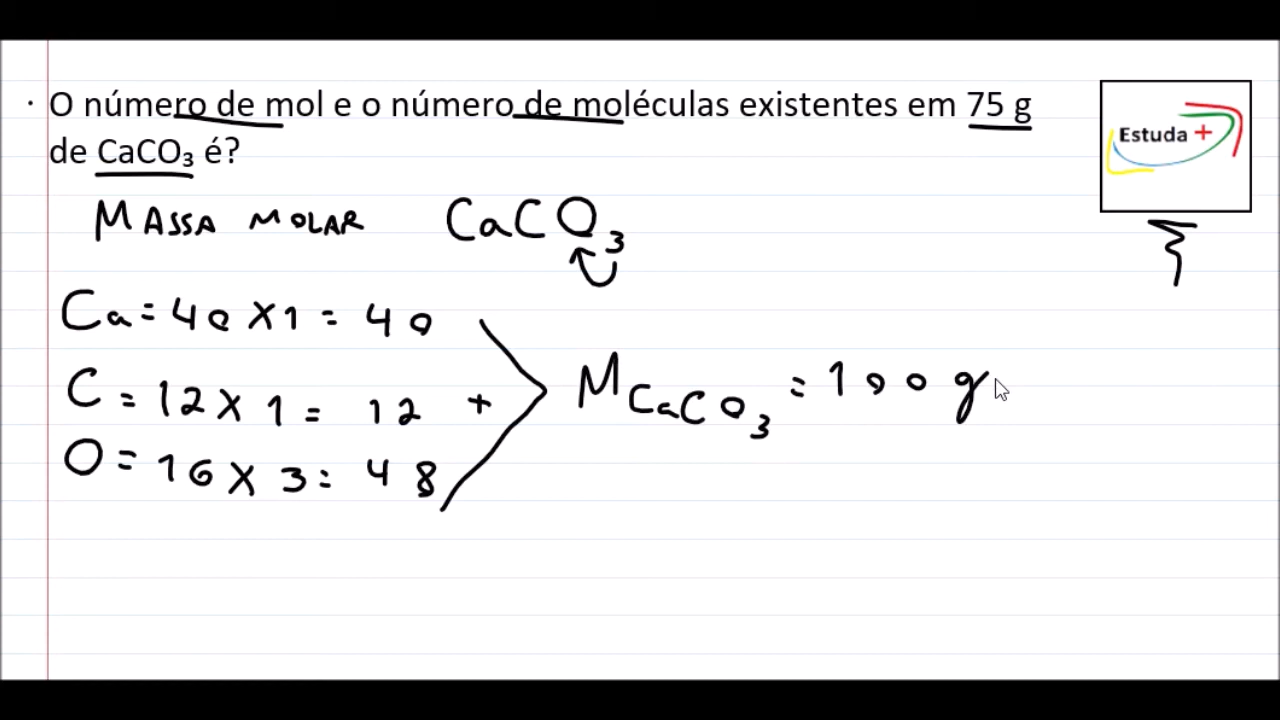 · O número de mol e o número de moléculas existentes em 75 g
de CaCO₃ é?
Estuda +
MASSA MOLAR CaCO₃
Ca = 40 X 1 = 40
C = 12 X 1 = 12 +
M CaCO₃ = 100 g
O = 16 X 3 = 48